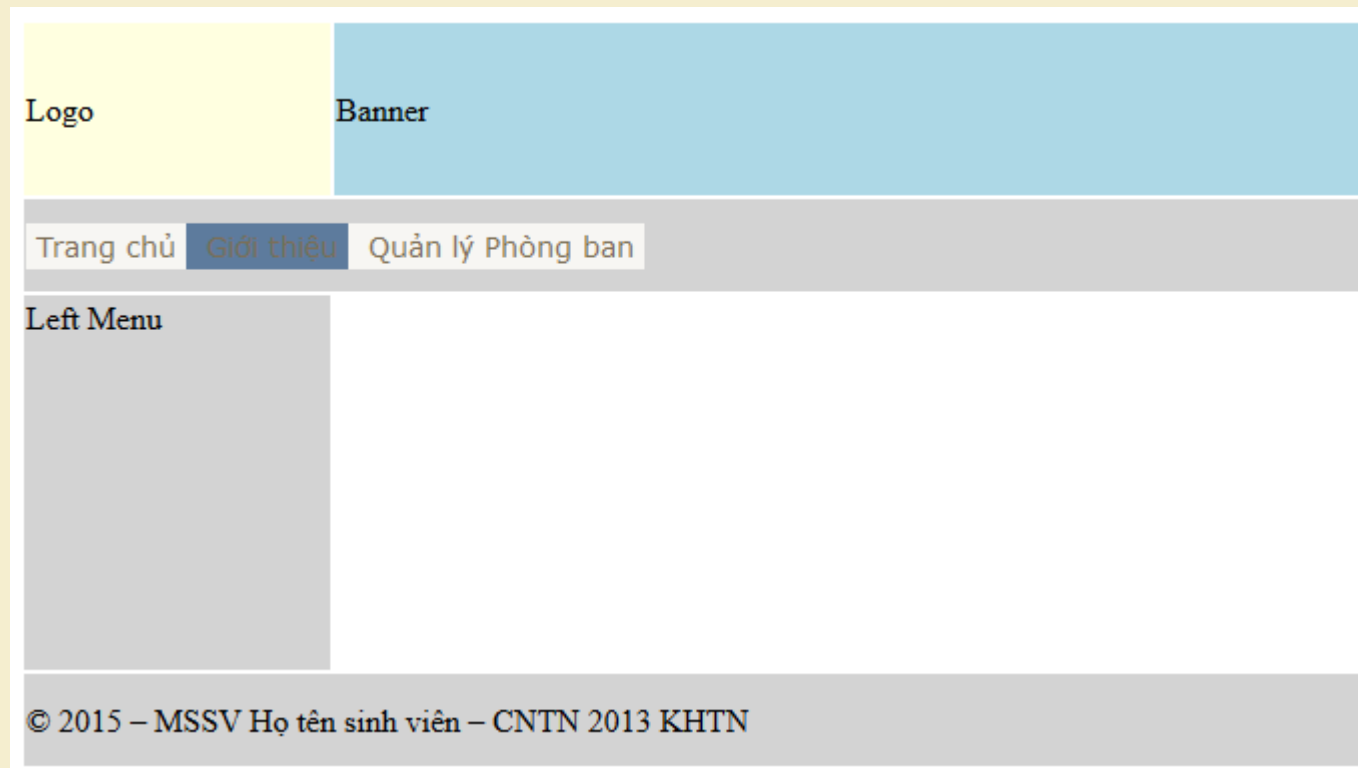 Logo
Banner
Trang chủ Giới thiệu Quản lý Phòng ban
Left Menu
© 2015 – MSSV Họ tên sinh viên – CNTN 2013 KHTN